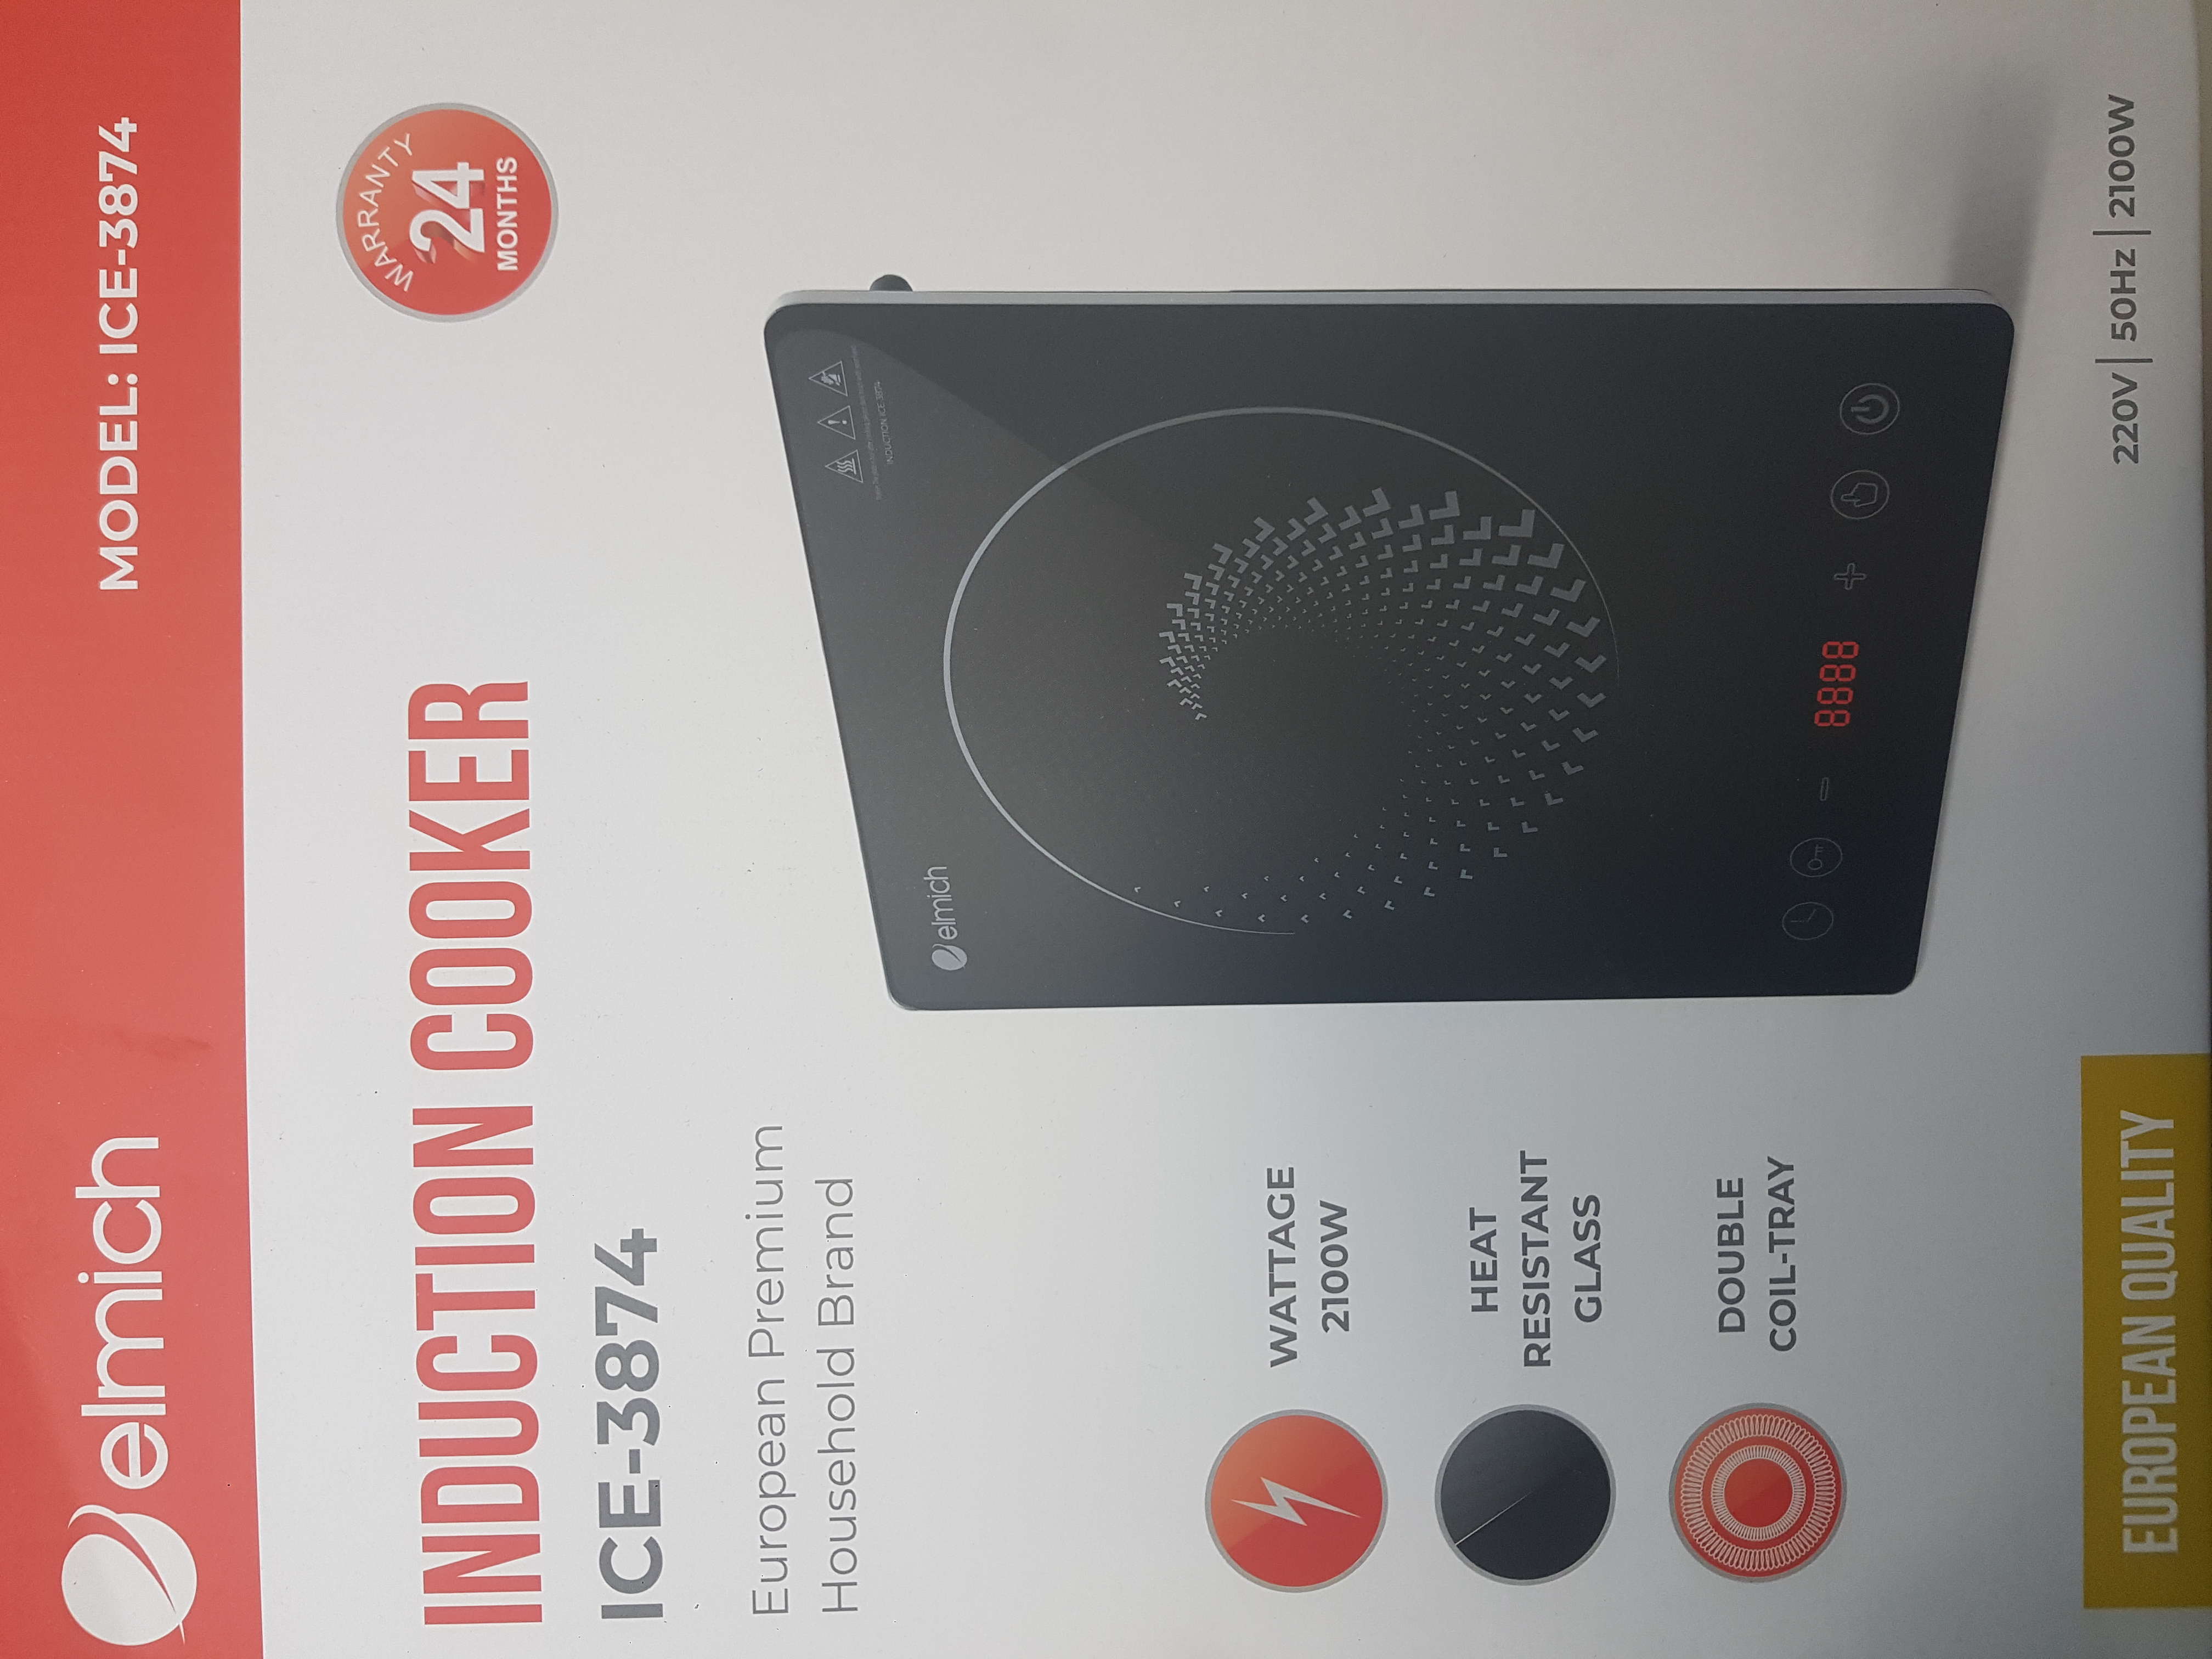 elmich
MODEL: ICE-3874
WARRANTY
24
MONTHS
INDUCTION COOKER
ICE-3874
European Premium
Household Brand
INDUCTION ICE-3874
elmich
WATTAGE
2100W
HEAT
RESISTANT
GLASS
DOUBLE
COIL-TRAY
8888
EUROPEAN QUALITY
220V | 50Hz | 2100W